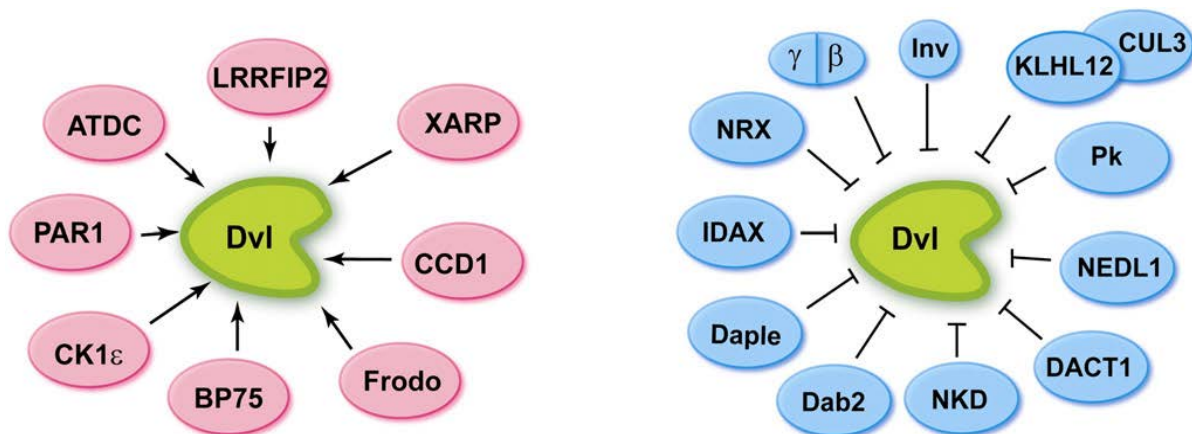 LRRFIP2
ATDC
XARP
PAR1
Dvl
CCD1
CK1ε
BP75
Frodo
γ β
Inv
KLHL12
CUL3
NRX
Pk
IDAX
Dvl
NEDL1
Daple
DACT1
Dab2
NKD